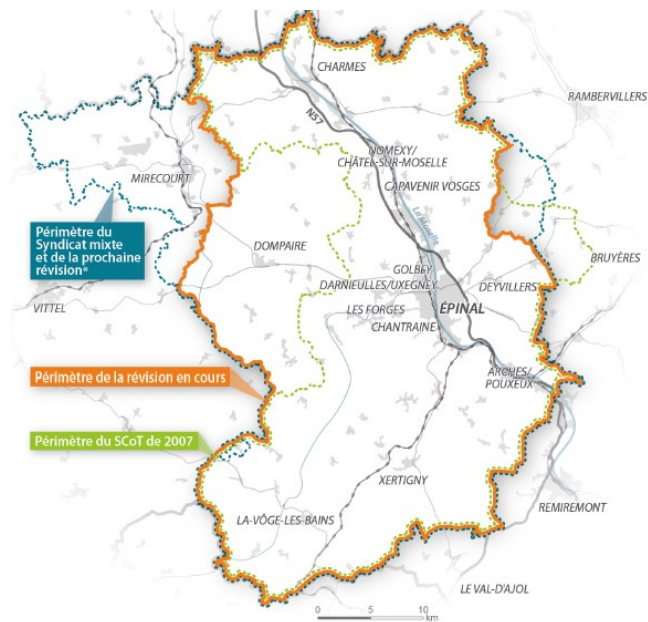 CHARMES
RAMBERVILLERS
N57
NOMEXY/
CHÂTEL-SUR-MOSELLE
MIRECOURT
CAPAVENIR VOSGES
La Moselle
Périmètre du
Syndicat mixte
et de la prochaine
révision*
DOMPAIRE
BRUYÈRES
GOLBEY
DEYVILLERS
DARNIEULLES/UXEGNEY
VITTEL
LES FORGES
ÉPINAL
CHANTRAINE
Périmètre de la révision en cours
ARCHES/
POUXEUX
Périmètre du SCoT de 2007
XERTIGNY
REMIREMONT
LA-VÔGE-LES-BAINS
LE VAL-D'AJOL
0 5 10
km